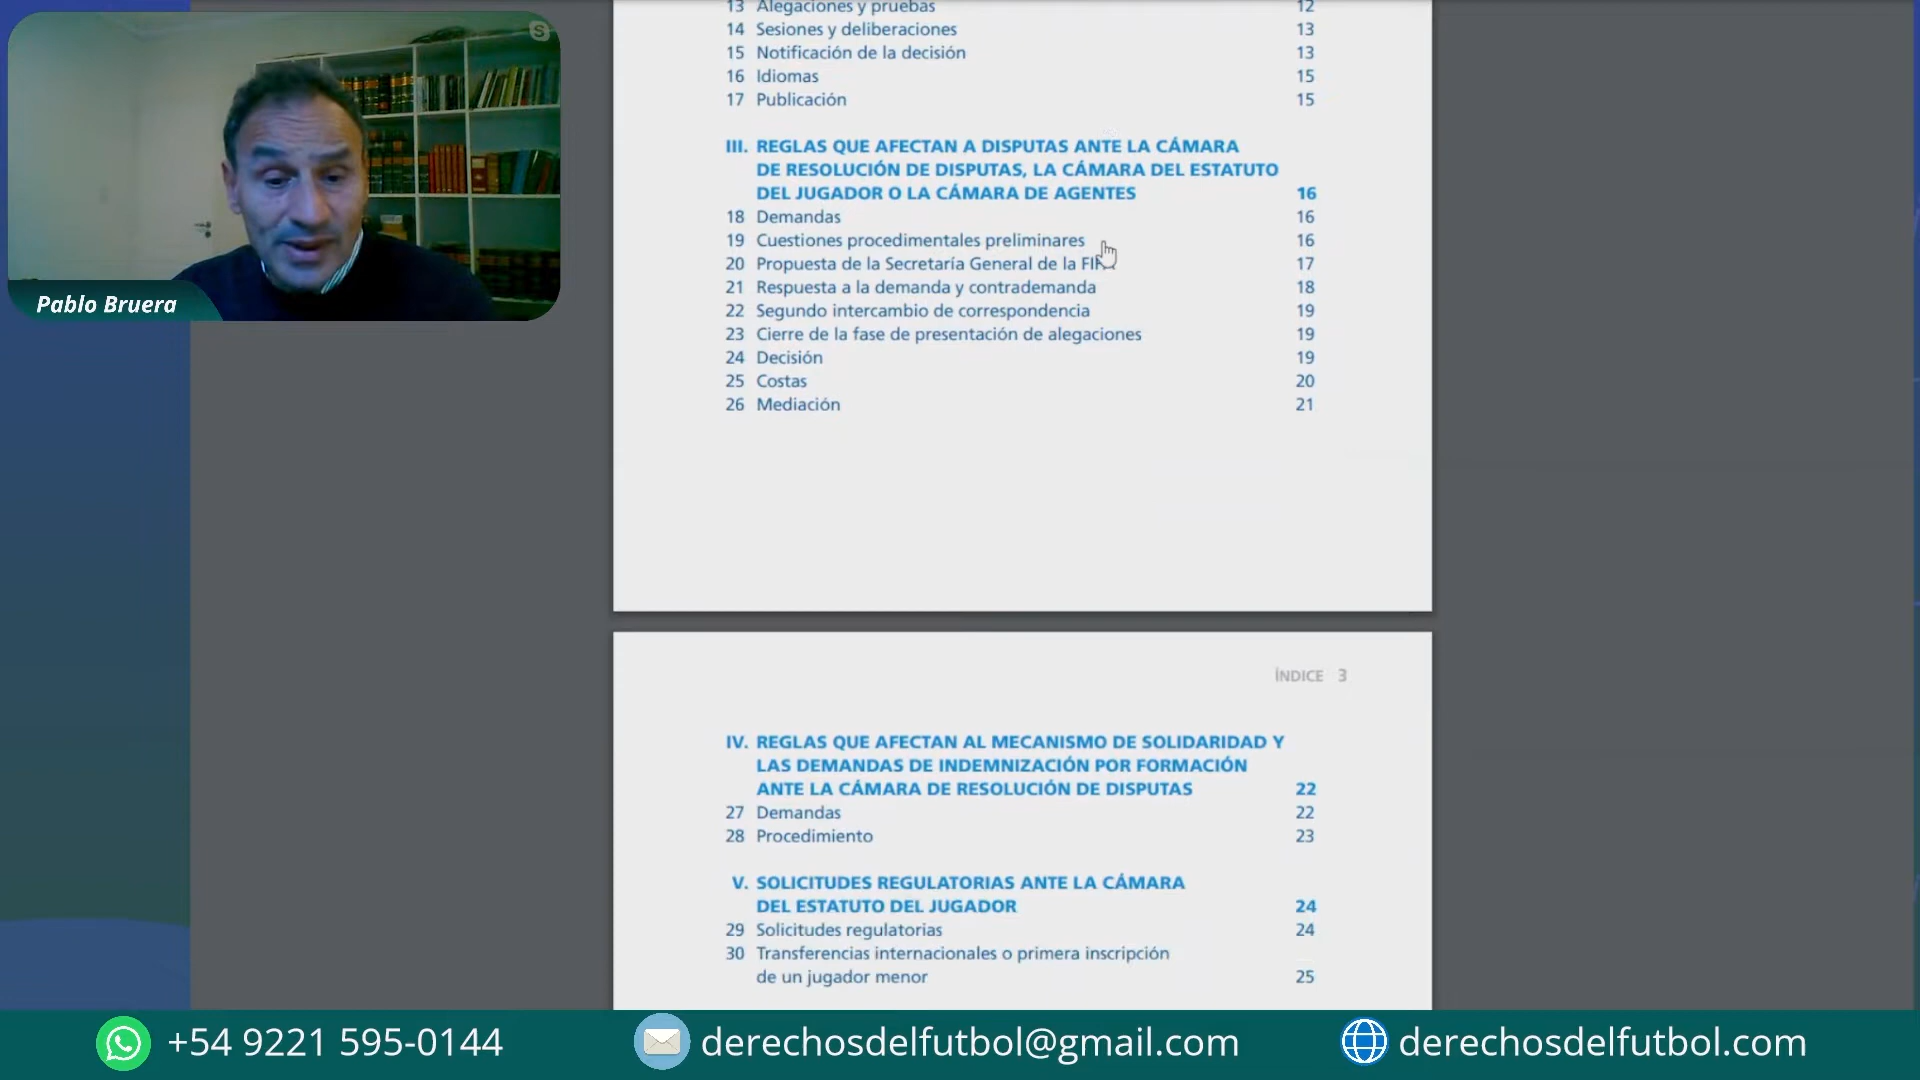 Pablo Bruera
13 Alegaciones y pruebas 12
14 Sesiones y deliberaciones 13
15 Notificación de la decisión 13
16 Idiomas 15
17 Publicación 15
III. REGLAS QUE AFECTAN A DISPUTAS ANTE LA CÁMARA
DE RESOLUCIÓN DE DISPUTAS, LA CÁMARA DEL ESTATUTO
DEL JUGADOR O LA CÁMARA DE AGENTES 16
18 Demandas 16
19 Cuestiones procedimentales preliminares 16
20 Propuesta de la Secretaría General de la 17
21 Respuesta a la demanda y contrademanda 18
22 Segundo intercambio de correspondencia 19
23 Cierre de la fase de presentación de alegaciones 19
24 Decisión 19
25 Costas 20
26 Mediación 21
ÍNDICE 3
IV. REGLAS QUE AFECTAN AL MECANISMO DE SOLIDARIDAD Y
LAS DEMANDAS DE INDEMNIZACIÓN POR FORMACIÓN
ANTE LA CÁMARA DE RESOLUCIÓN DE DISPUTAS 22
27 Demandas 22
28 Procedimiento 23
V. SOLICITUDES REGULATORIAS ANTE LA CÁMARA
DEL ESTATUTO DEL JUGADOR 24
29 Solicitudes regulatorias 24
30 Transferencias internacionales o primera inscripción
de un jugador menor 25
+54 9221 595-0144
derechosdelfutbol@gmail.com
derechosdelfutbol.com